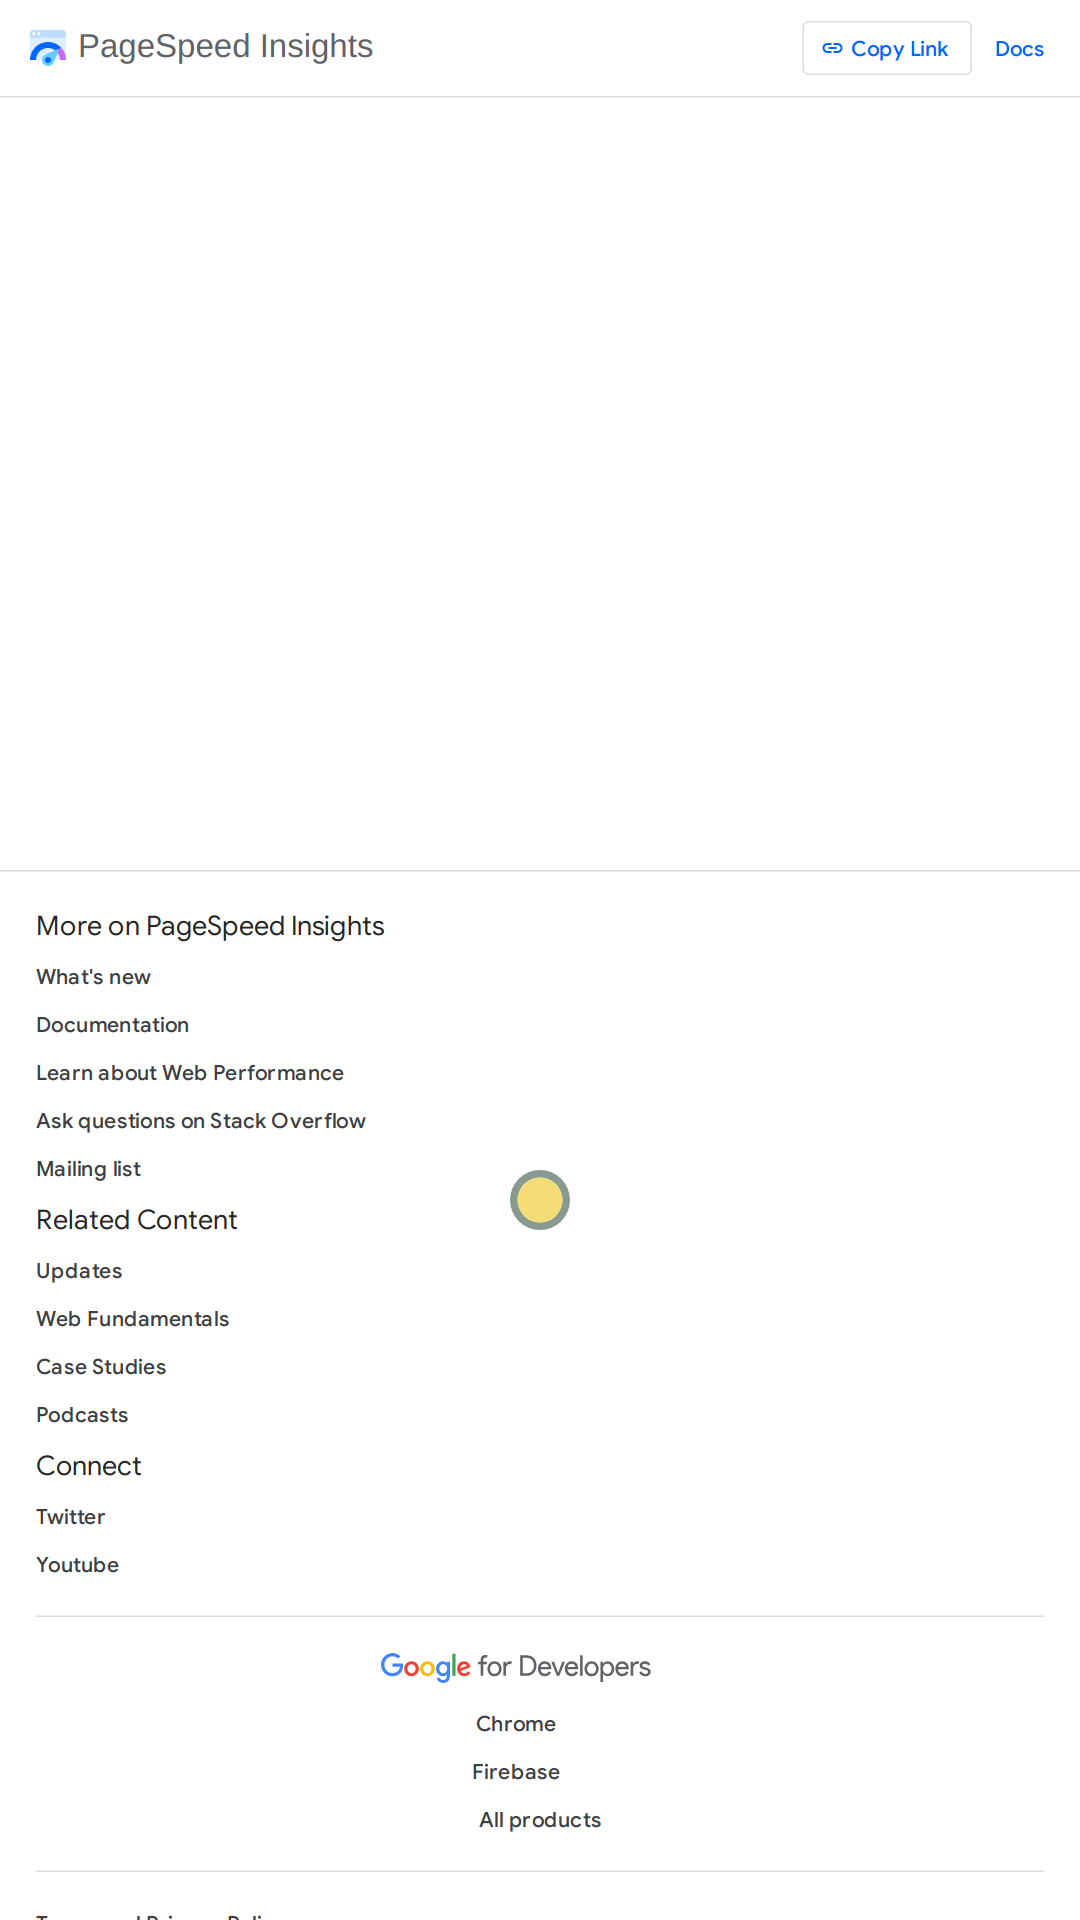 PageSpeed Insights
Copy Link
Docs
More on PageSpeed Insights
What's new
Documentation
Learn about Web Performance
Ask questions on Stack Overflow
Mailing list
Related Content
Updates
Web Fundamentals
Case Studies
Podcasts
Connect
Twitter
Youtube
Google for Developers
Chrome
Firebase
All products